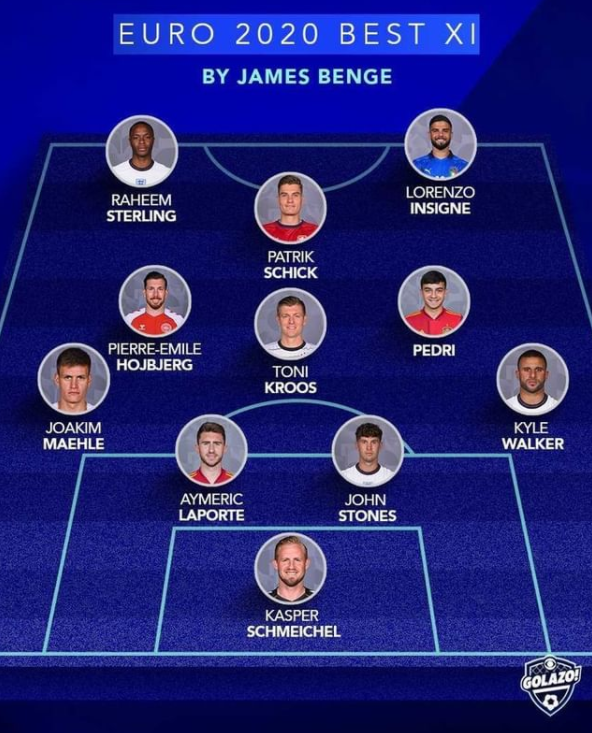 EURO 2020 BEST XI
BY JAMES BENGE
RAHEEM
STERLING
LORENZO
INSIGNE
PATRIK
SCHICK
PIERRE-EMILE
HOJBJERG
TONI
KROOS
PEDRI
JOAKIM
MAEHLE
KYLE
WALKER
AYMERIC
LAPORTE
JOHN
STONES
KASPER
SCHMEICHEL
GOLAZO!